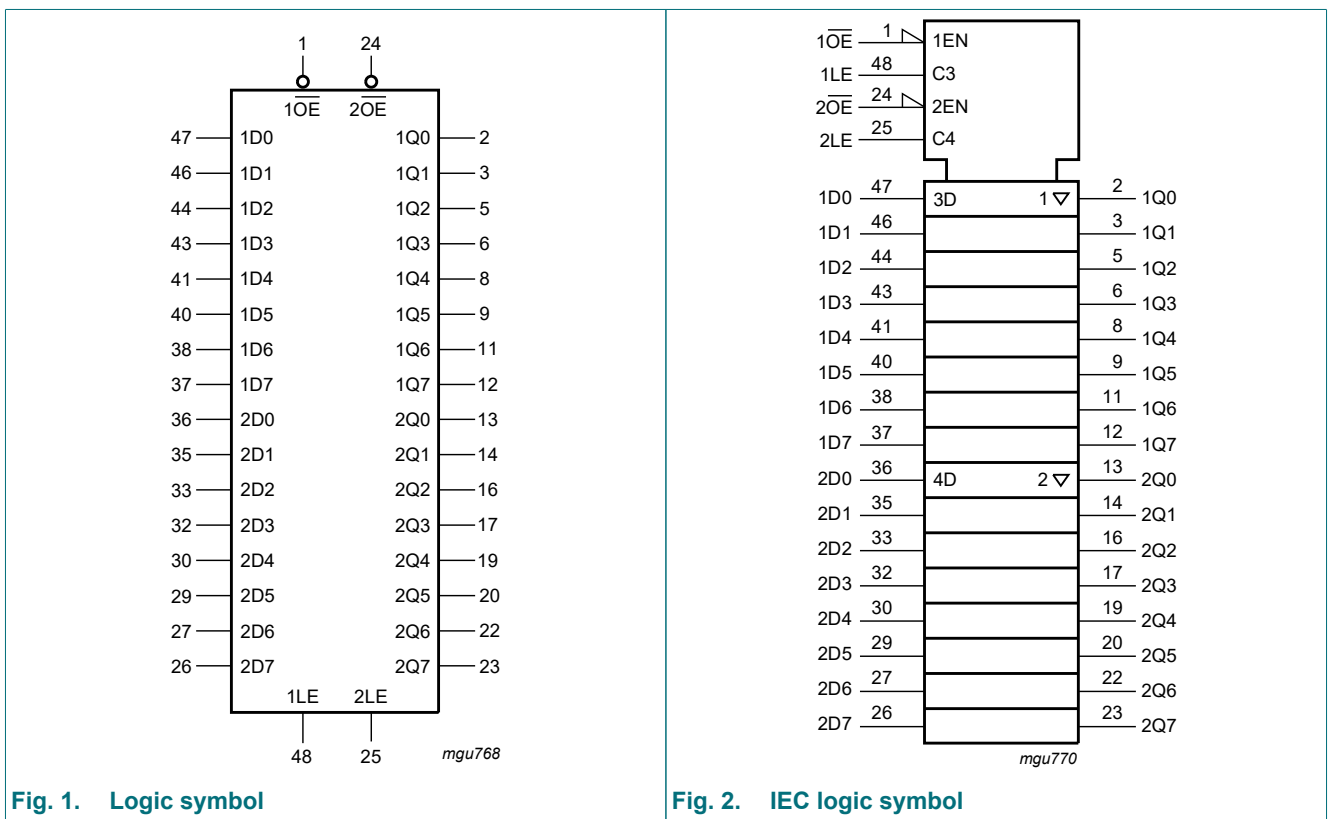 1 24
1O̅E̅ 2O̅E̅
47 1D0 1Q0 2
46 1D1 1Q1 3
44 1D2 1Q2 5
43 1D3 1Q3 6
41 1D4 1Q4 8
40 1D5 1Q5 9
38 1D6 1Q6 11
37 1D7 1Q7 12
36 2D0 2Q0 13
35 2D1 2Q1 14
33 2D2 2Q2 16
32 2D3 2Q3 17
30 2D4 2Q4 19
29 2D5 2Q5 20
27 2D6 2Q6 22
26 2D7 2Q7 23
1LE 2LE
48 25
mgu768
Fig. 1. Logic symbol
1O̅E̅ 1 1EN
1LE 48 C3
2O̅E̅ 24 2EN
2LE 25 C4
1D0 47 3D 1 ▽ 2 1Q0
1D1 46 3 1Q1
1D2 44 5 1Q2
1D3 43 6 1Q3
1D4 41 8 1Q4
1D5 40 9 1Q5
1D6 38 11 1Q6
1D7 37 12 1Q7
2D0 36 4D 2 ▽ 13 2Q0
2D1 35 14 2Q1
2D2 33 16 2Q2
2D3 32 17 2Q3
2D4 30 19 2Q4
2D5 29 20 2Q5
2D6 27 22 2Q6
2D7 26 23 2Q7
mgu770
Fig. 2. IEC logic symbol